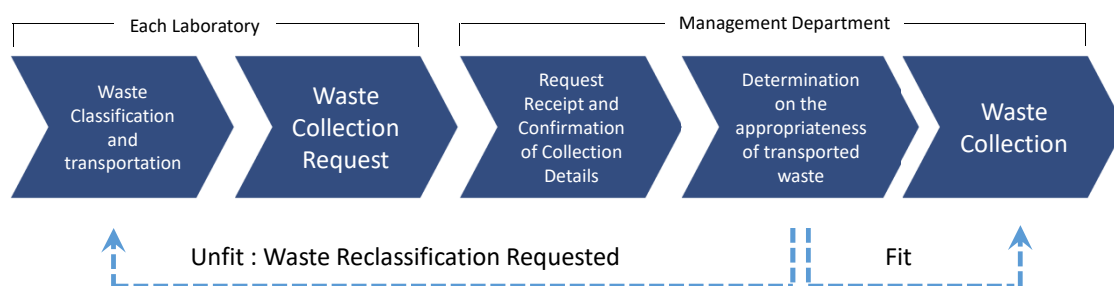 Each Laboratory
Management Department
Waste
Classification
and
transportation
Waste
Collection
Request
Request
Receipt and
Confirmation
of Collection
Details
Determination
on the
appropriateness
of transported
waste
Waste
Collection
Unfit : Waste Reclassification Requested
Fit